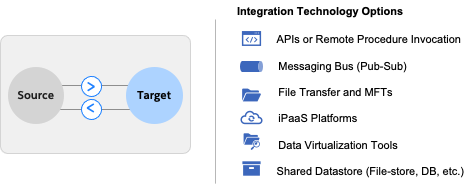 Integration Technology Options
APIs or Remote Procedure Invocation
Messaging Bus (Pub-Sub)
File Transfer and MFTs
iPaaS Platforms
Data Virtualization Tools
Shared Datastore (File-store, DB, etc.)
Source
Target